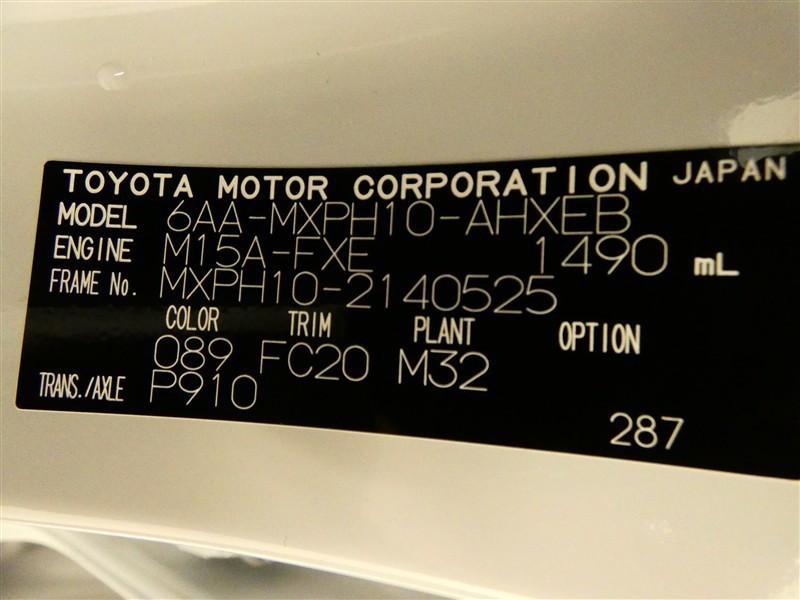 TOYOTA MOTOR CORPORATION JAPAN
MODEL 6AA-MXPH10-AHXEB
ENGINE M15A-FXE 1490 mL
FRAME No. MXPH10-2140525
COLOR TRIM PLANT OPTION
089 FC20 M32
TRANS./AXLE P910
287